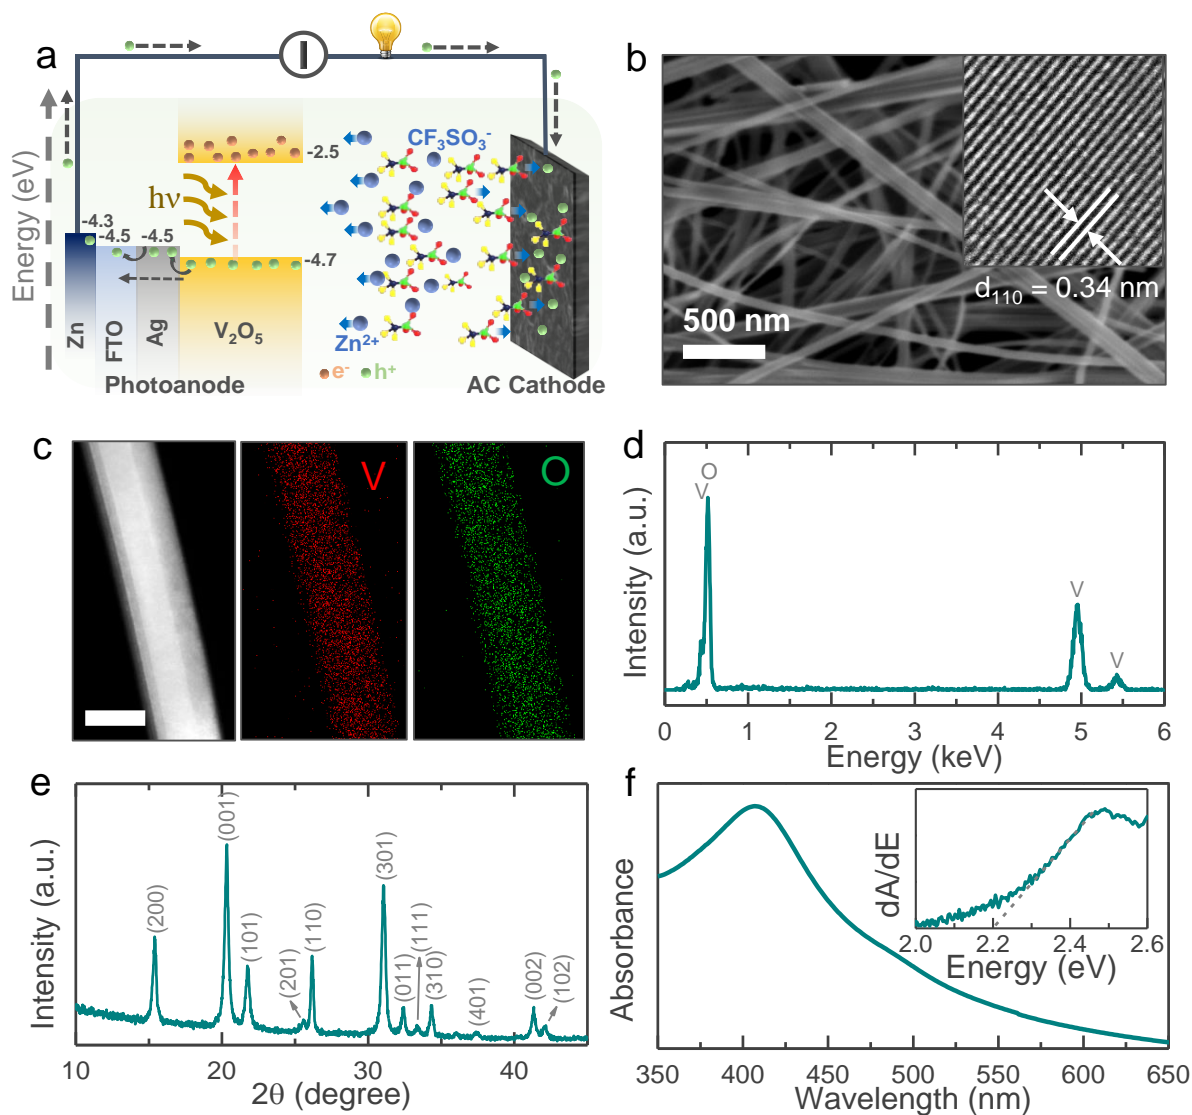 a
Energy (eV)
hν
-2.5
-4.3
-4.5
-4.5
-4.7
Zn
FTO
Ag
V₂O₅
Photoanode
CF₃SO₃⁻
Zn²⁺
e⁻
h⁺
AC Cathode
b
500 nm
d₁₁₀ = 0.34 nm
c
V
O
d
Intensity (a.u.)
O
V
V
V
0 1 2 3 4 5 6
Energy (keV)
e
Intensity (a.u.)
(200)
(001)
(101)
(201)
(110)
(301)
(011)
(111)
(310)
(401)
(002)
(102)
10 20 30 40
2θ (degree)
f
Absorbance
350 400 450 500 550 600 650
Wavelength (nm)
dA/dE
2.0 2.2 2.4 2.6
Energy (eV)